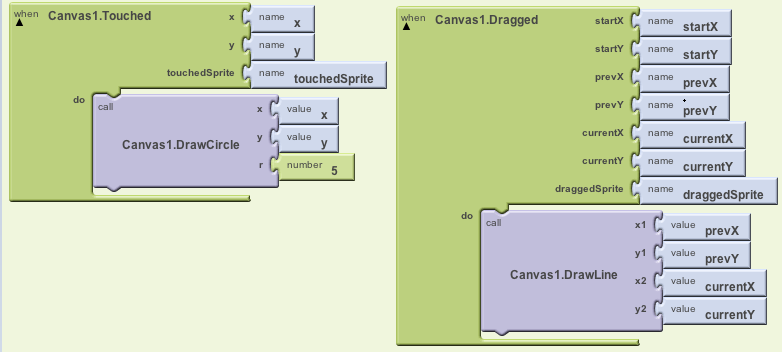 when Canvas1.Touched x name x
y name y
touchedSprite name touchedSprite
do call Canvas1.DrawCircle x value x
y value y
r number 5
when Canvas1.Dragged startX name startX
startY name startY
prevX name prevX
prevY name prevY
currentX name currentX
currentY name currentY
draggedSprite name draggedSprite
do call Canvas1.DrawLine x1 value prevX
y1 value prevY
x2 value currentX
y2 value currentY